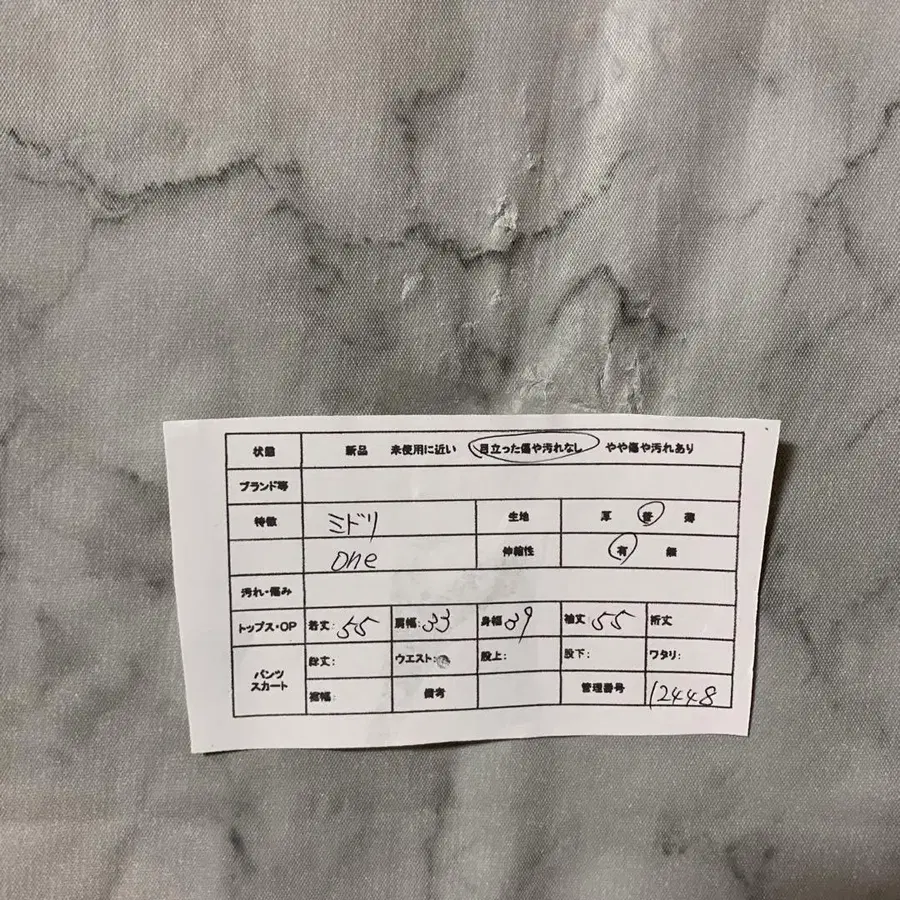 状態 新品 未使用に近い 目立った傷や汚れなし やや傷や汚れあり
ブランド等
特徴 ミドリ 生地 厚 普 薄
one 伸縮性 有 無
汚れ・傷み
トップス・OP 着丈: 55 肩幅: 33 身幅 39 袖丈 55 裄丈
パンツ スカート 総丈: ウエスト: 股上: 股下: ワタリ:
裾幅: 備考 管理番号 12448